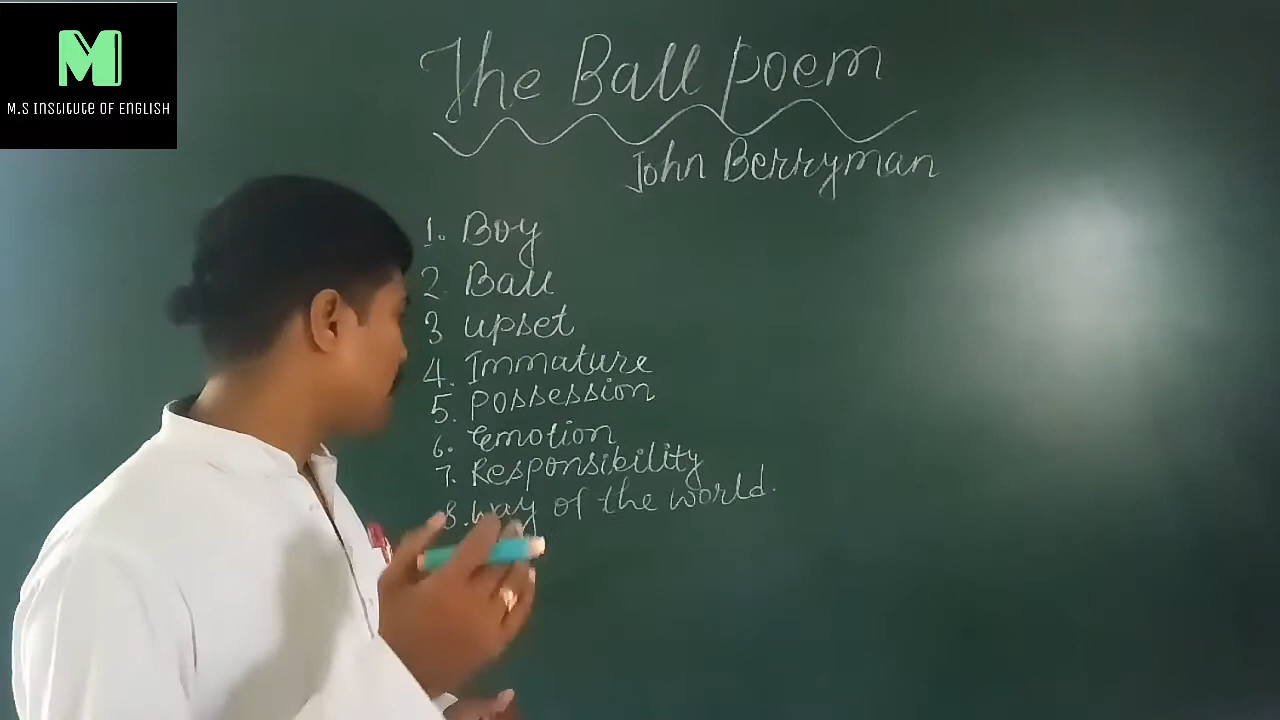 M
M.S INSTITUTE OF ENGLISH
The Ball poem
John Berryman
1. Boy
2. Ball
3 upset
4. Immature
5. Possession
6. Emotion
7. Responsibility
8. way of the world.